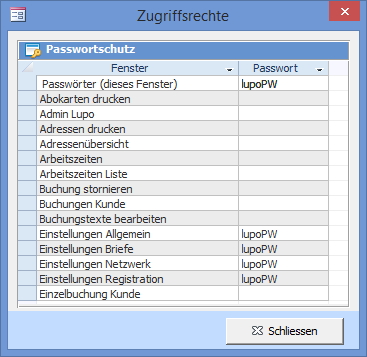 Zugriffsrechte
Passwortschutz
Fenster Passwort
Passwörter (dieses Fenster) lupoPW
Abokarten drucken
Admin Lupo
Adressen drucken
Adressenübersicht
Arbeitszeiten
Arbeitszeiten Liste
Buchung stornieren
Buchungen Kunde
Buchungstexte bearbeiten
Einstellungen Allgemein lupoPW
Einstellungen Briefe lupoPW
Einstellungen Netzwerk lupoPW
Einstellungen Registration lupoPW
Einzelbuchung Kunde
Schliessen